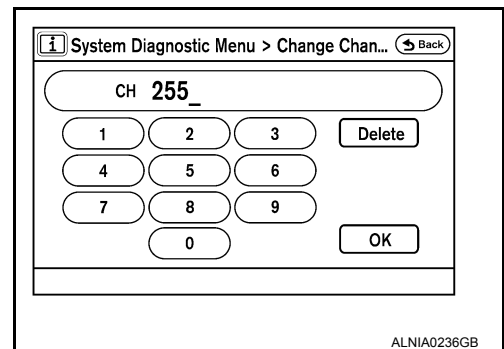 i System Diagnostic Menu > Change Chan... Back
CH 255_
1 2 3 Delete
4 5 6
7 8 9
0 OK
ALNIA0236GB